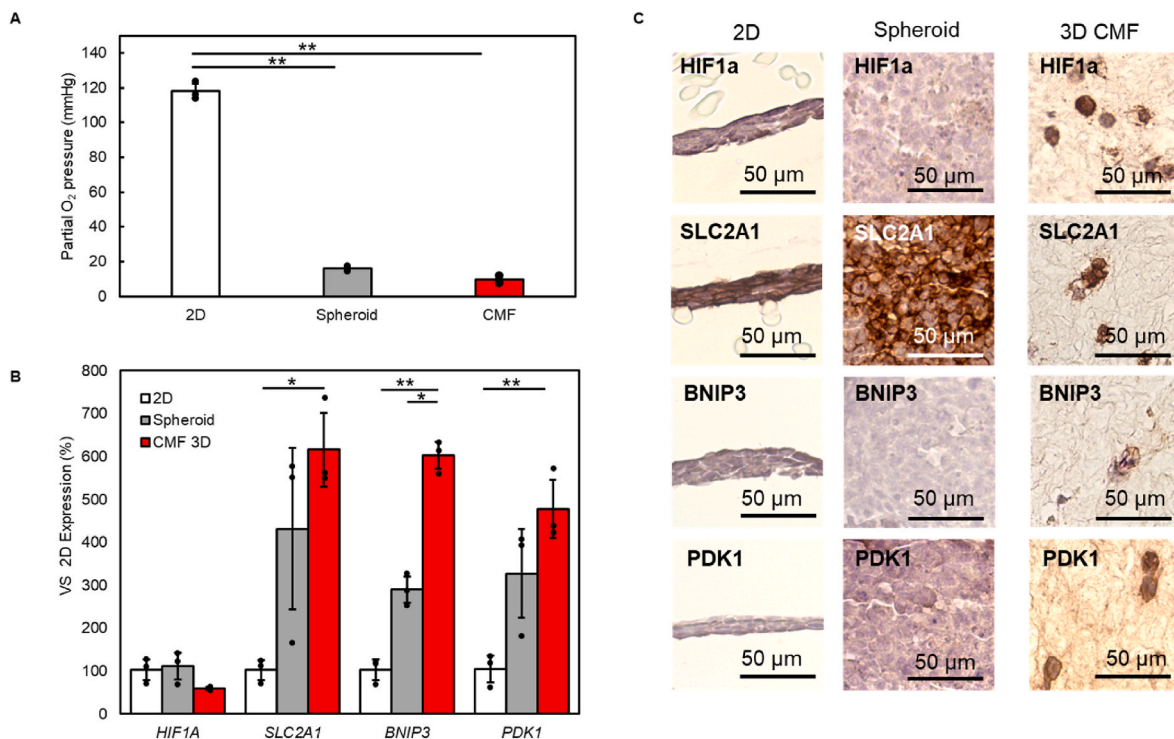 A
Partial O₂ pressure (mmHg)
140
120
100
80
60
40
20
0
**
**
2D
Spheroid
CMF
B
VS 2D Expression (%)
800
700
600
500
400
300
200
100
0
2D
Spheroid
CMF 3D
*
**
*
**
HIF1A
SLC2A1
BNIP3
PDK1
C
2D
Spheroid
3D CMF
HIF1a
HIF1a
HIF1a
50 µm
50 µm
50 µm
SLC2A1
SLC2A1
SLC2A1
50 µm
50 µm
50 µm
BNIP3
BNIP3
BNIP3
50 µm
50 µm
50 µm
PDK1
PDK1
PDK1
50 µm
50 µm
50 µm